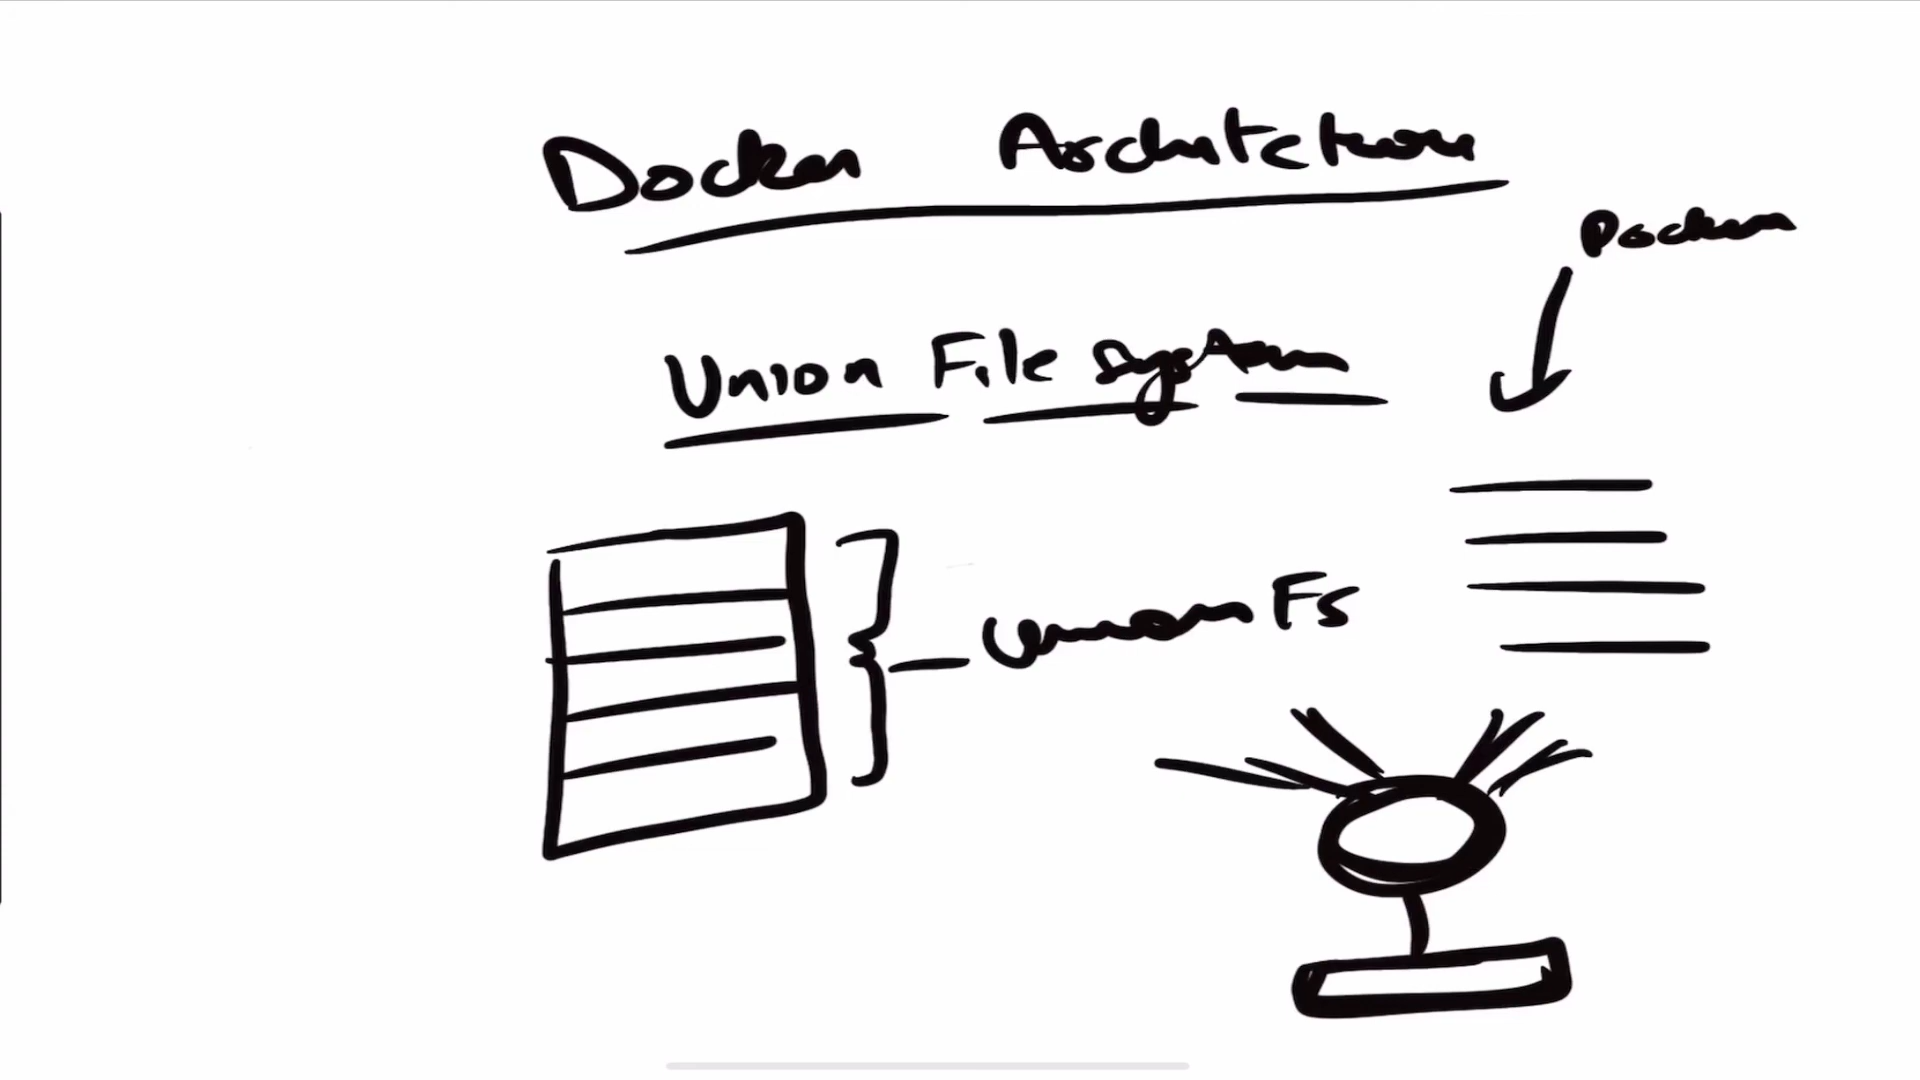 Docker Architecture
Docker
Union File System
Union FS